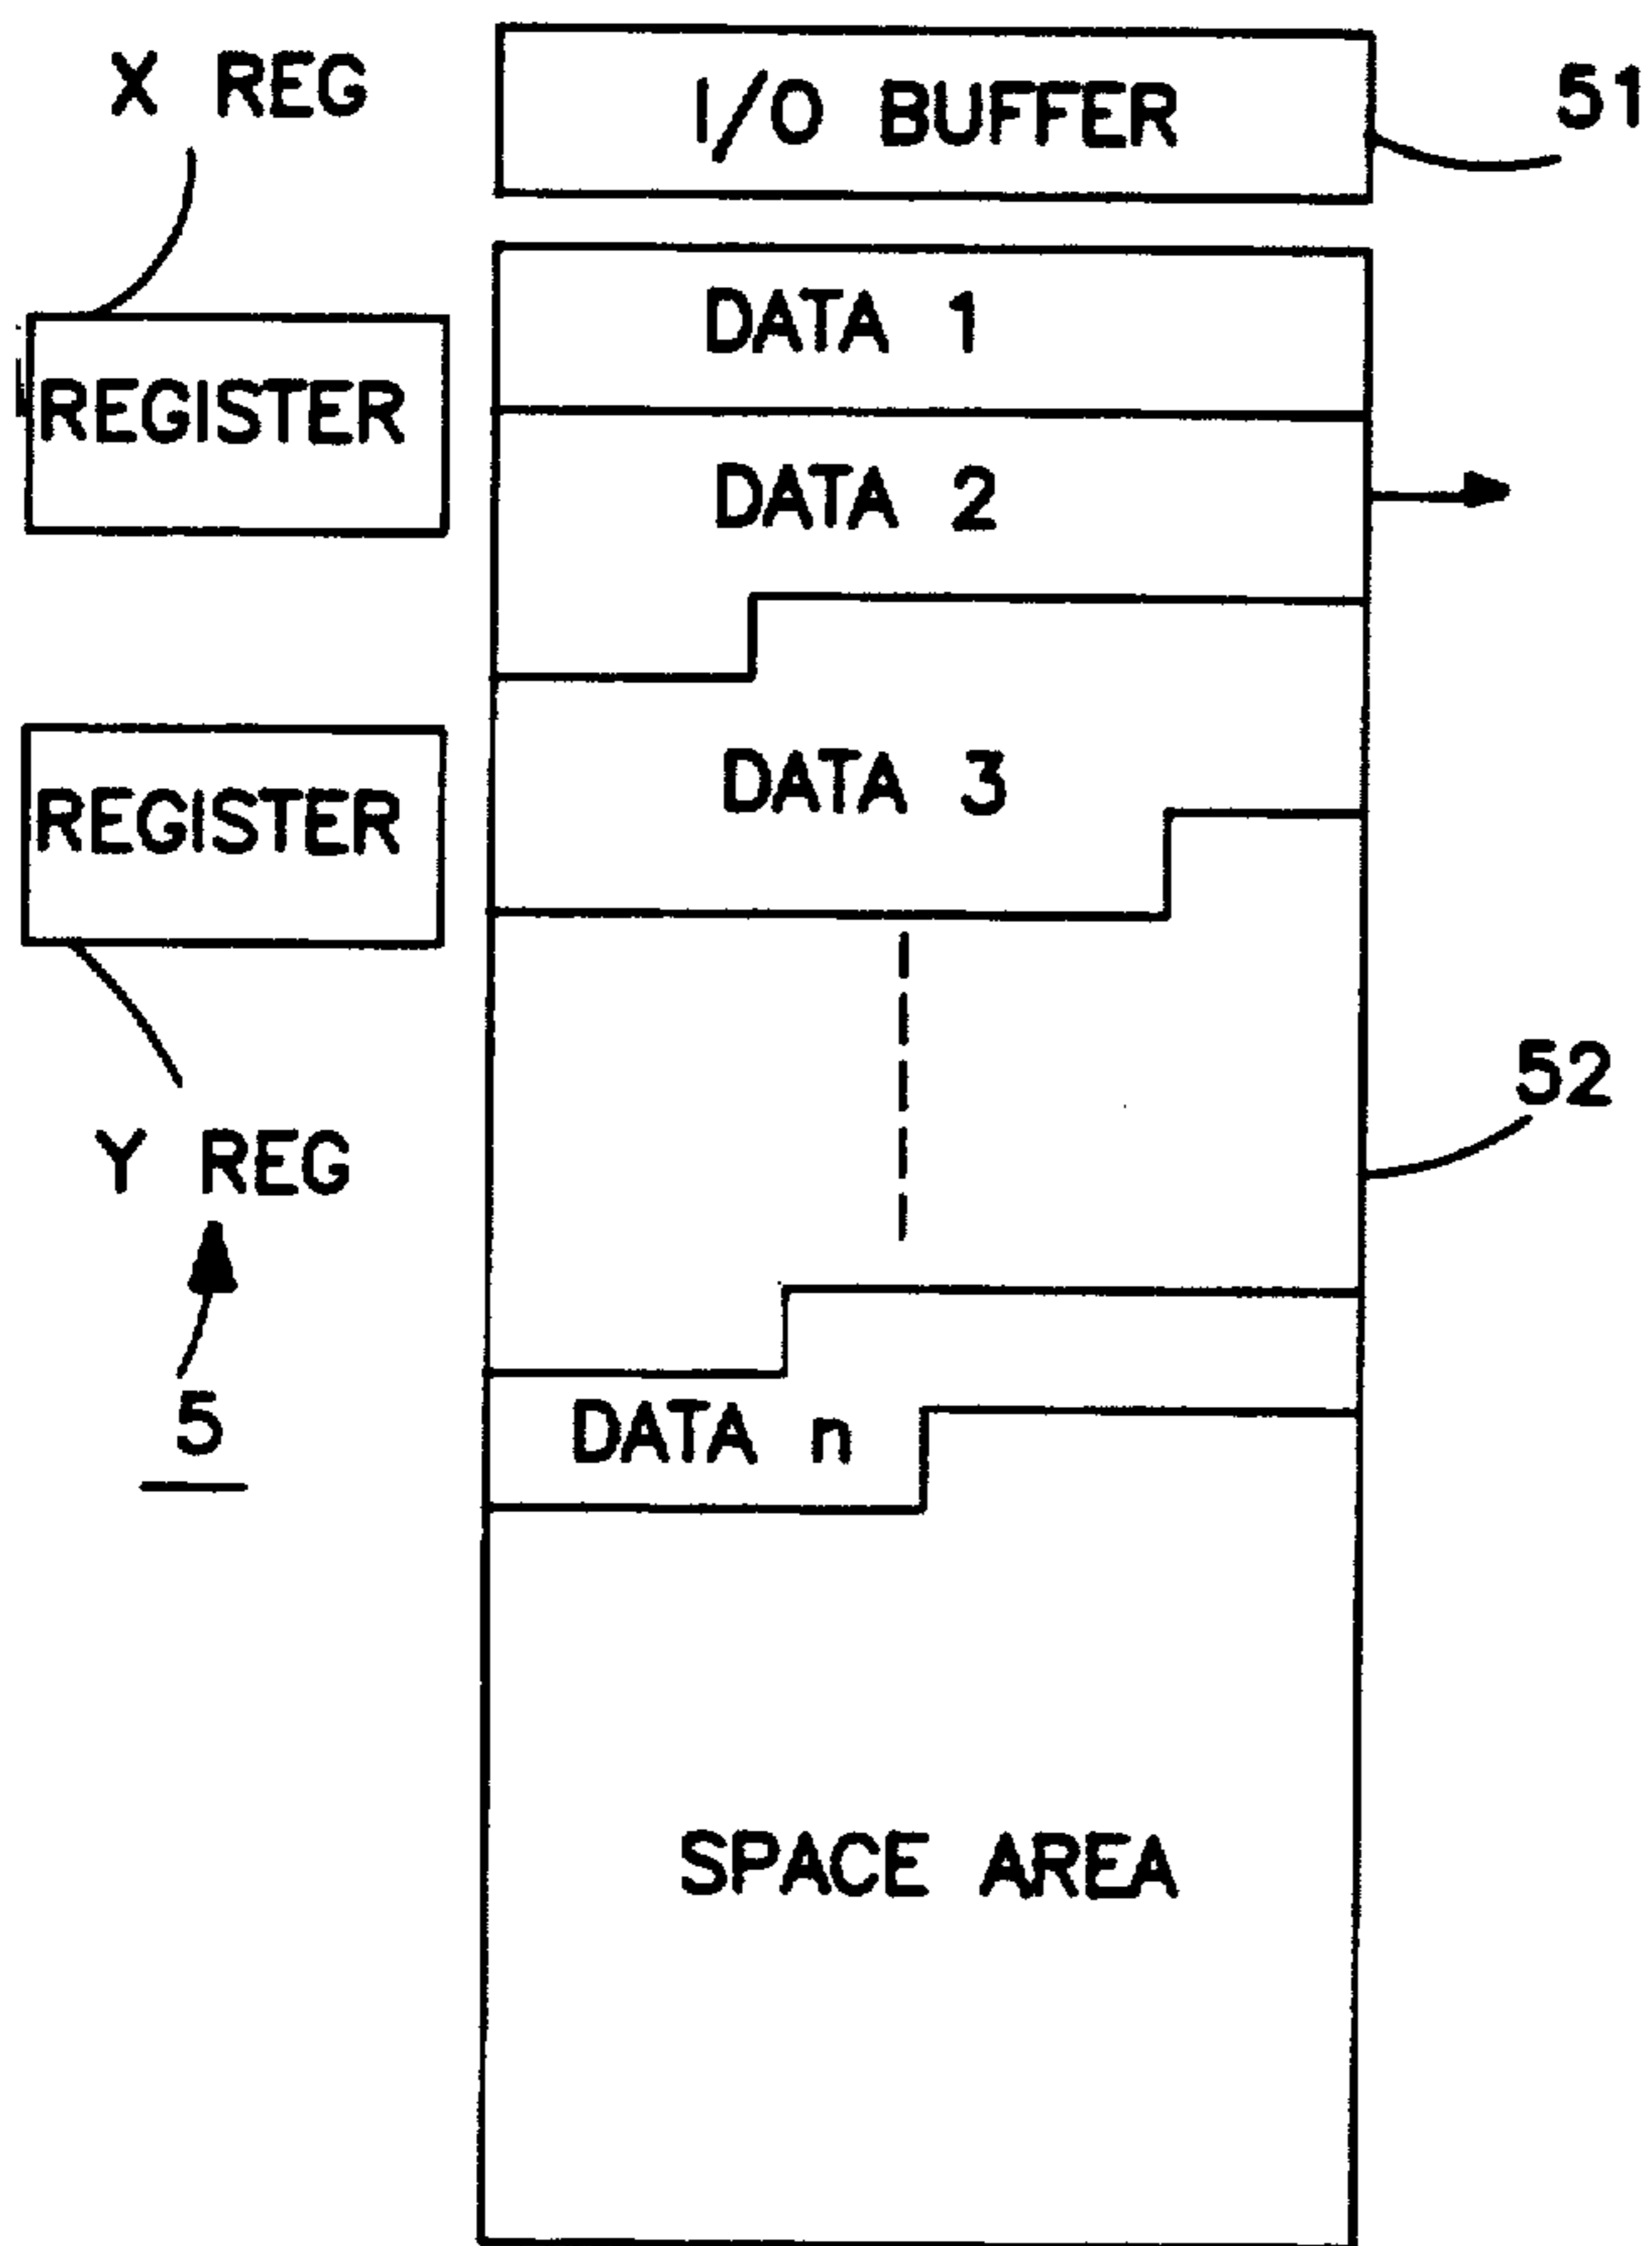 X REG
I/O BUFFER
51
DATA 1
REGISTER
DATA 2
DATA 3
REGISTER
52
Y REG
5
DATA n
SPACE AREA